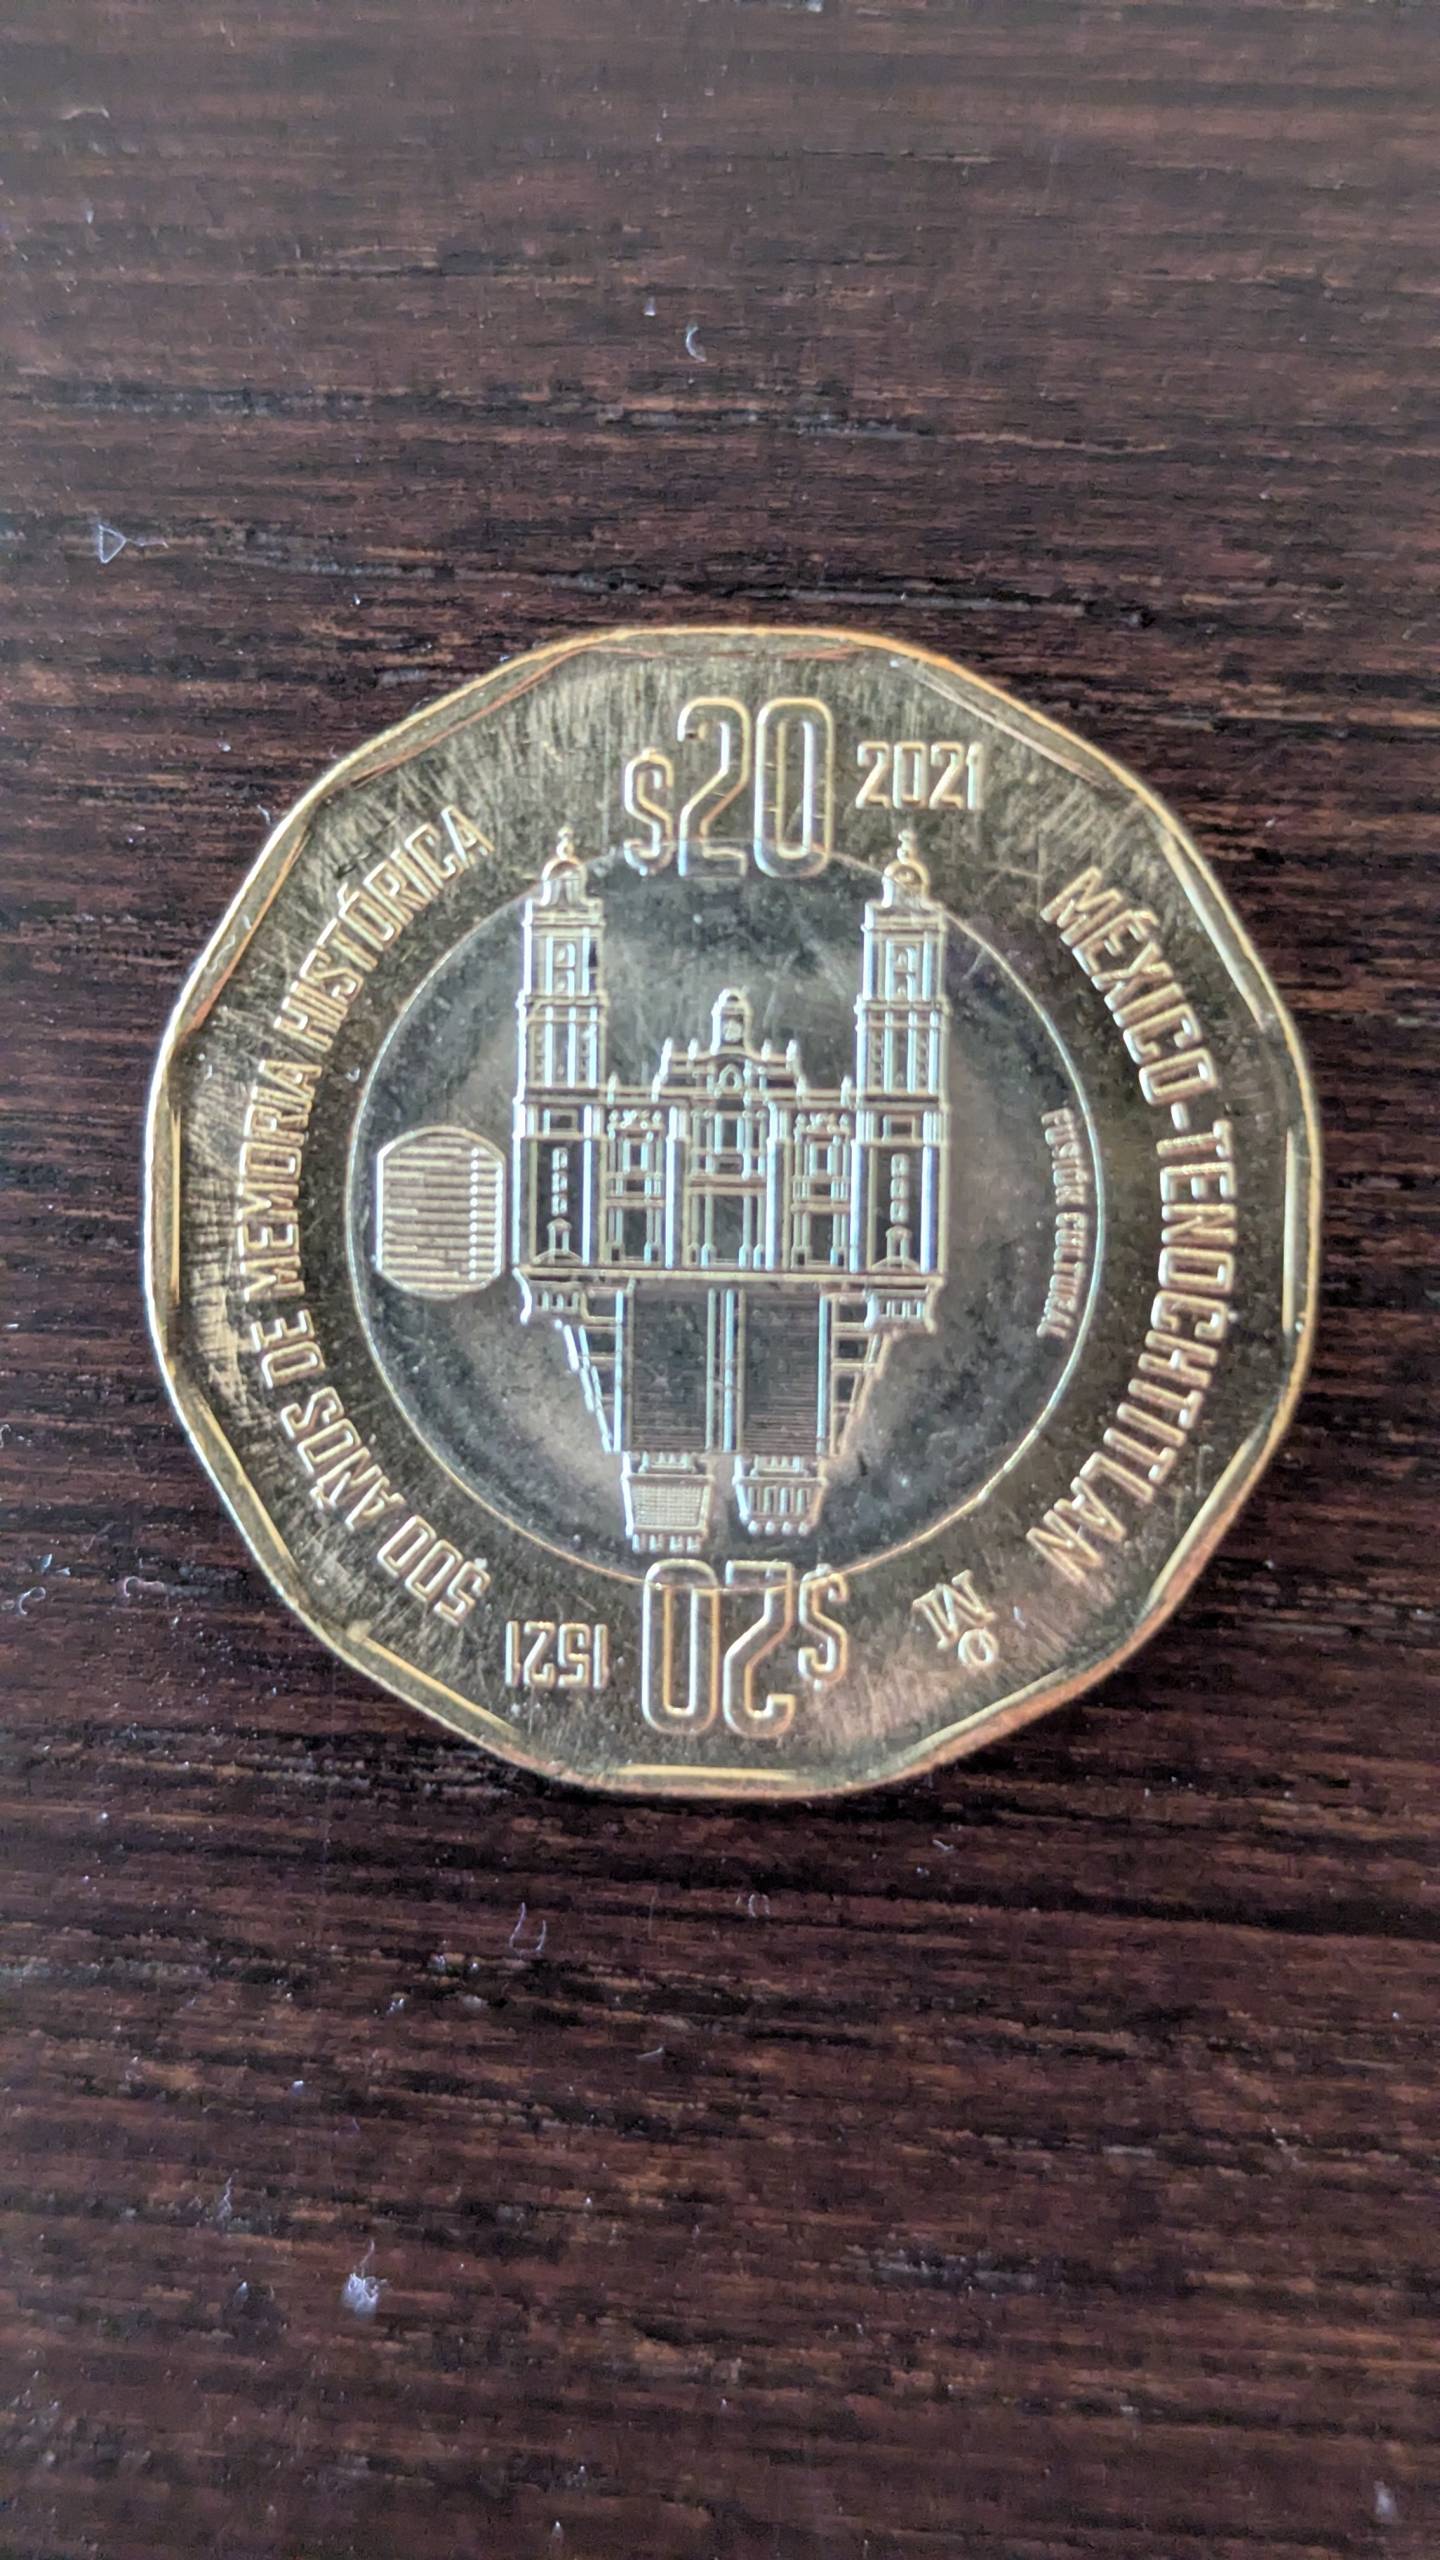 $20
2021
MÉXICO-TENOCHTITLAN
500 AÑOS DE MEMORIA HISTÓRICA
FUSIÓN CULTURAL
1521
$20
M°